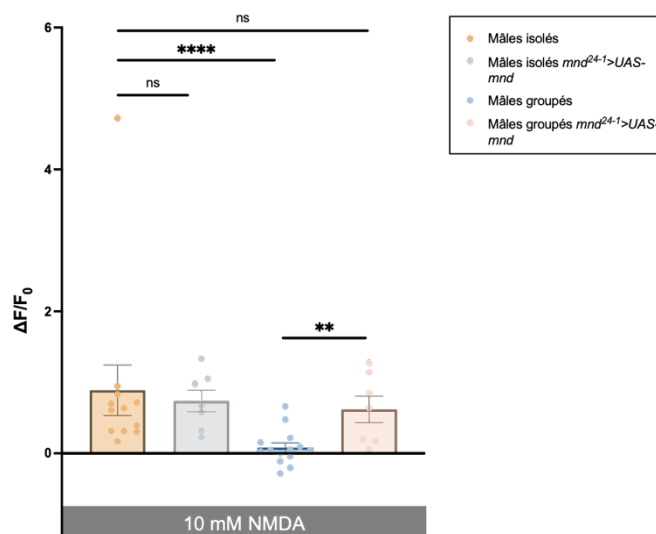 6
4
2
0
ΔF/F0
ns
****
ns
**
10 mM NMDA
Mâles isolés
Mâles isolés mnd24-1>UAS-
mnd
Mâles groupés
Mâles groupés mnd24-1>UAS-
mnd